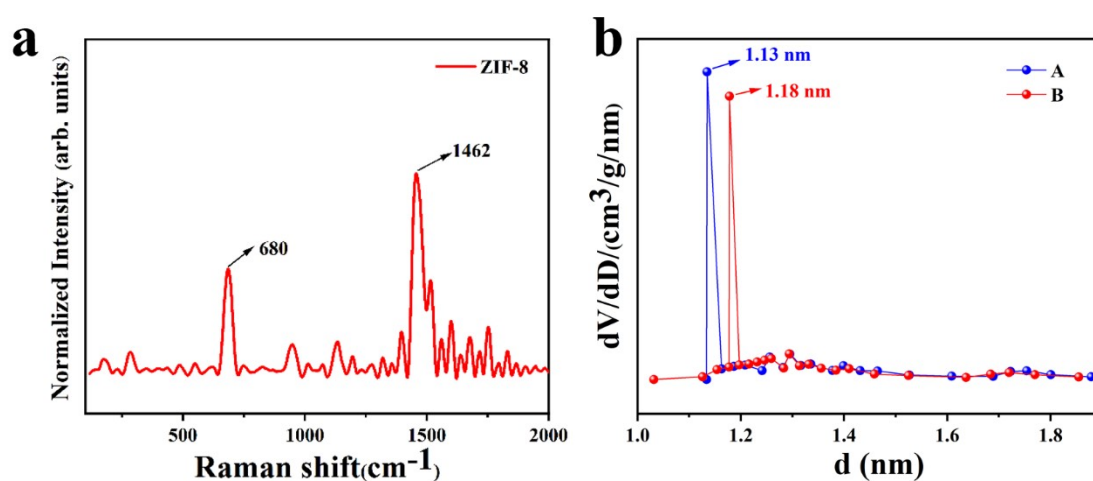 a
Normalized Intensity (arb. units)
ZIF-8
1462
680
500
1000
1500
2000
Raman shift(cm-1)
b
dV/dD/(cm3/g/nm)
1.13 nm
1.18 nm
A
B
1.0
1.2
1.4
1.6
1.8
d (nm)